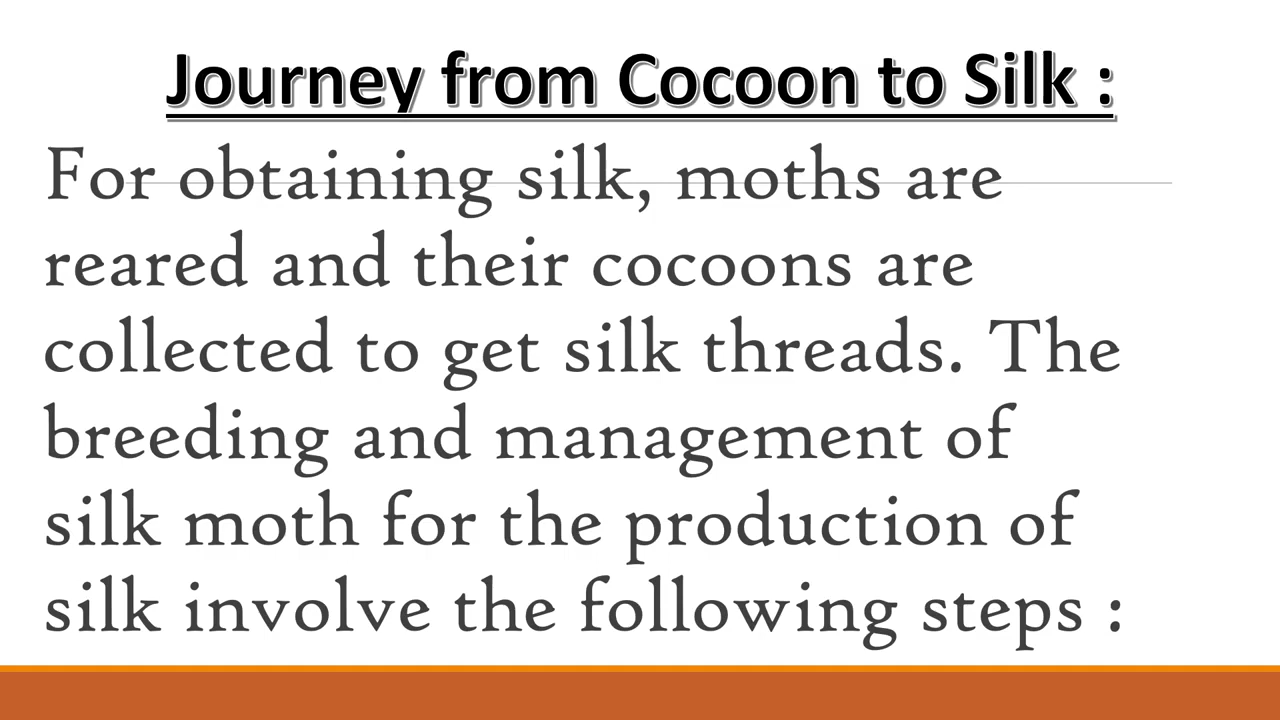 Journey from Cocoon to Silk :
For obtaining silk, moths are
reared and their cocoons are
collected to get silk threads. The
breeding and management of
silk moth for the production of
silk involve the following steps :